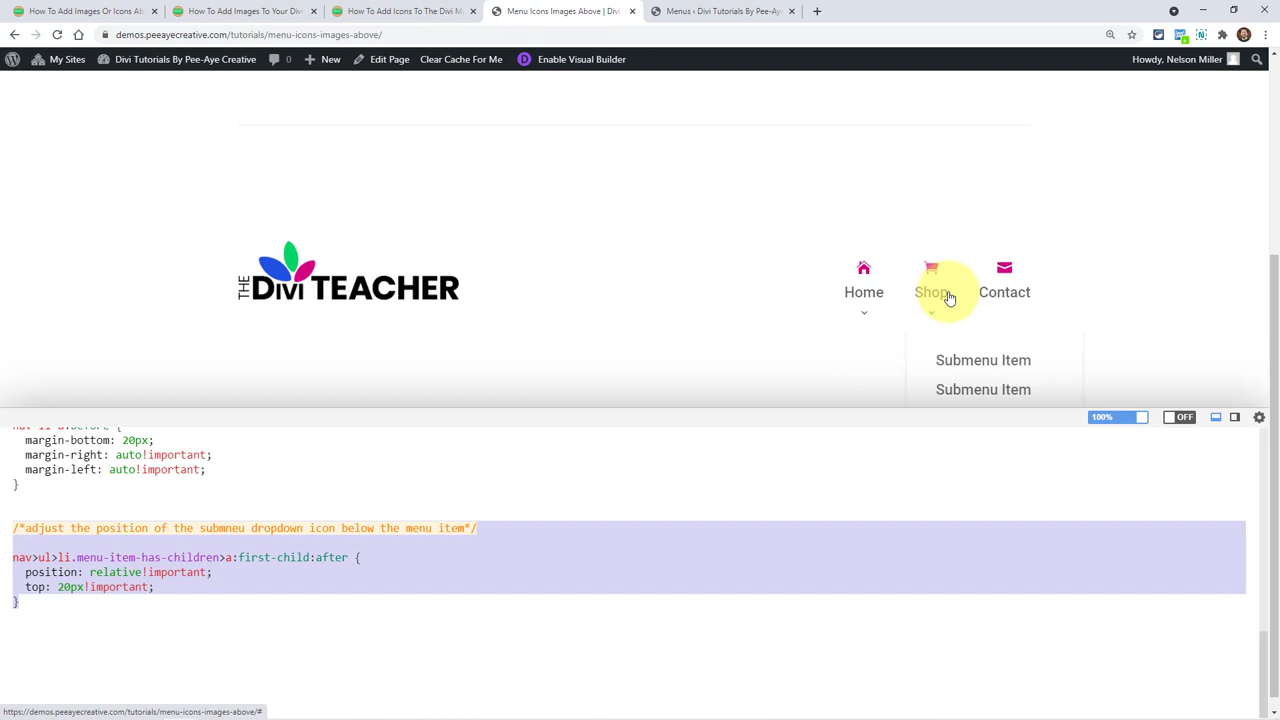 How To Add Images Or Icons Ab
How To Add Images To Your Divi
How To Add Icons To The Divi M
Menu Icons Images Above | Divi
Menus ‹ Divi Tutorials By Pee-Ay
demos.peeayecreative.com/tutorials/menu-icons-images-above/
My Sites
Divi Tutorials By Pee-Aye Creative
0
New
Edit Page
Clear Cache For Me
D
Enable Visual Builder
Howdy, Nelson Miller
THE DIVI TEACHER
Home
Shop
Contact
Submenu Item
Submenu Item
100%
OFF
nav li a:before {
margin-bottom: 20px;
margin-right: auto!important;
margin-left: auto!important;
}
/*adjust the position of the submneu dropdown icon below the menu item*/
nav>ul>li.menu-item-has-children>a:first-child:after {
position: relative!important;
top: 20px!important;
}
https://demos.peeayecreative.com/tutorials/menu-icons-images-above/#